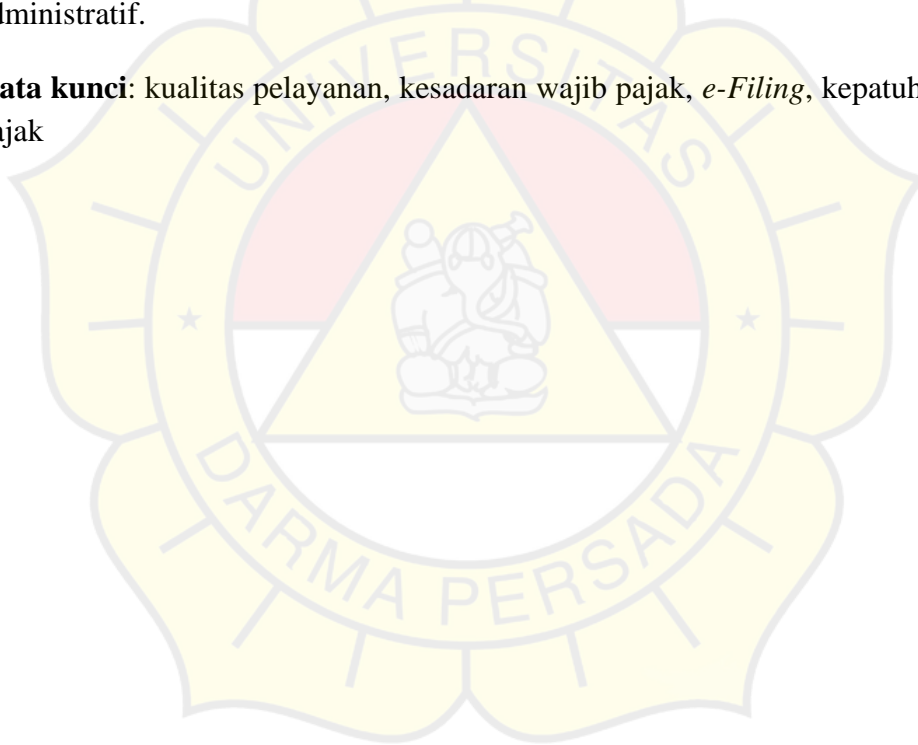 dministratif.
ata kunci: kualitas pelayanan, kesadaran wajib pajak, e-Filing, kepatuh
ajak
UNIVERSITAS
DARMA PERSADA